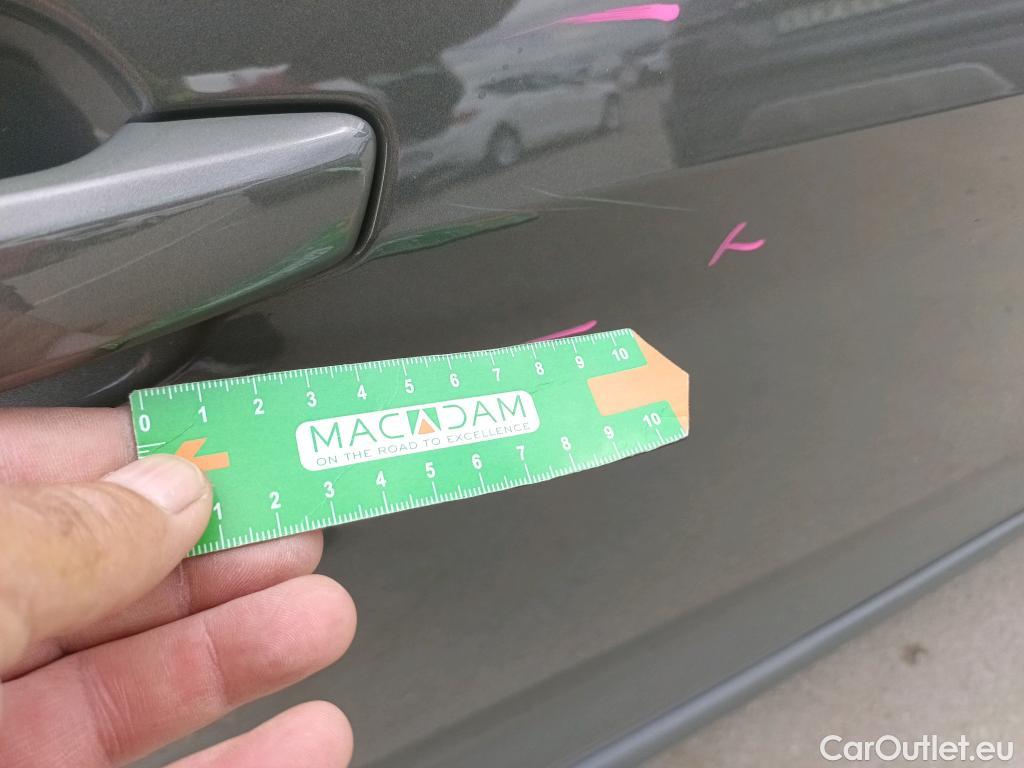 0 1 2 3 4 5 6 7 8 9 10
MACADAM
ON THE ROAD TO EXCELLENCE
1 2 3 4 5 6 7 8 9 10
CarOutlet.eu